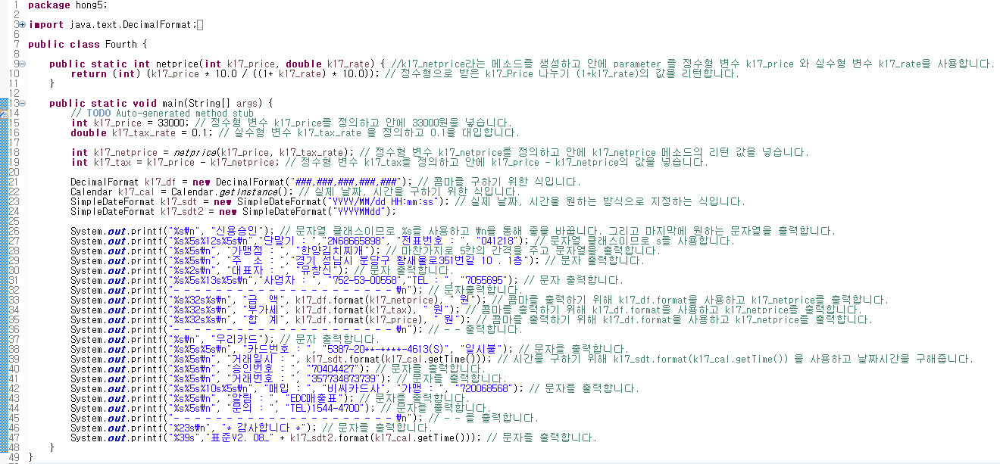 1 package hong5;
2
3 import java.text.DecimalFormat;
6
7 public class Fourth {
8
9 public static int netprice(int k17_price, double k17_rate) { //k17_netprice라는 메소드를 생성하고 안에 parameter 를 정수형 변수 k17_price 와 실수형 변수 k17_rate을 사용합니다.
10 return (int) (k17_price * 10.0 / ((1+ k17_rate) * 10.0)); // 정수형으로 받은 k17_Price 나누기 (1+k17_rate)의 값을 리턴합니다.
11 }
12
13 public static void main(String[] args) {
14 // TODO Auto-generated method stub
15 int k17_price = 33000; // 정수형 변수 k17_price를 정의하고 안에 33000원을 넣습니다.
16 double k17_tax_rate = 0.1; // 실수형 변수 k17_tax_rate 을 정의하고 0.1을 대입합니다.
17
18 int k17_netprice = netprice(k17_price, k17_tax_rate); // 정수형 변수 k17_netprice를 정의하고 안에 k17_netprice 메소드의 리턴 값을 넣습니다.
19 int k17_tax = k17_price - k17_netprice; // 정수형 변수 k17_tax를 정의하고 안에 k17_price - k17_netprice의 값을 넣습니다.
20
21 DecimalFormat k17_df = new DecimalFormat("###,###,###,###,###"); // 콤마를 구하기 위한 식입니다.
22 Calendar k17_cal = Calendar.getInstance(); // 실제 날짜, 시간을 구하기 위한 식입니다.
23 SimpleDateFormat k17_sdt = new SimpleDateFormat("YYYY/MM/dd HH:mm:ss"); // 실제 날짜, 시간을 원하는 방식으로 지정하는 식입니다.
24 SimpleDateFormat k17_sdt2 = new SimpleDateFormat("YYYYMMdd");
25
26 System.out.printf("%s₩n", "신용승인"); // 문자열 클래스이므로 %s를 사용하고 ₩n을 통해 줄을 바꿉니다. 그리고 마지막에 원하는 문자열을 출력합니다.
27 System.out.printf("%s%5s%12s%5s₩n","단말기 : ","2N68665898", "전표번호 : ", "041218"); // 문자열 클래스이므로 s를 사용합니다.
28 System.out.printf("%s%5s₩n", "가맹점 : ", "한양김치찌개"); // 마찬가지로 5칸의 간격을 주고 문자열을 출력합니다.
29 System.out.printf("%s%5s₩n", "주 소 : ","경기 성남시 분당구 황새울로351번길 10 , 1층"); // 문자 출력합니다.
30 System.out.printf("%s%2s₩n", "대표자 : ", "유창신"); // 문자 출력합니다.
31 System.out.printf("%s%5s%13s%5s₩n","사업자 : ", "752-53-00558","TEL : ", "7055695"); // 문자 출력합니다.
32 System.out.printf("- - - - - - - - - - - - - - - - - - - - - ₩n"); // 문자출력합니다.
33 System.out.printf("%s%32s%s₩n", "금 액", k17_df.format(k17_netprice), " 원"); // 콤마를 출력하기 위해 k17_df.format을 사용하고 k17_netprice를 출력합니다.
34 System.out.printf("%s%32s%s₩n", "부가세", k17_df.format(k17_tax), " 원"); // 콤마를 출력하기 위해 k17_df.format을 사용하고 k17_netprice를 출력합니다.
35 System.out.printf("%s%32s%s₩n", "합 계", k17_df.format(k17_price), " 원"); // 콤마를 출력하기 위해 k17_df.format을 사용하고 k17_netprice를 출력합니다.
36 System.out.printf("- - - - - - - - - - - - - - - - - - - - - ₩n"); // - - 출력합니다.
37 System.out.printf("%s₩n", "우리카드"); // 문자 출력합니다.
38 System.out.printf("%s%5s%5s₩n", "카드번호 : ", "5387-20**-****-4613(S)", "일시불"); // 문자를 출력합니다.
39 System.out.printf("%s%5s₩n", "거래일시 : ", k17_sdt.format(k17_cal.getTime())); // 시간을 구하기 위해 k17_sdt.format(k17_cal.getTime()) 을 사용하고 날짜시간을 구해줍니다.
40 System.out.printf("%s%5s₩n", "승인번호 : ", "70404427"); // 문자를 출력합니다.
41 System.out.printf("%s%5s₩n", "거래번호 : ", "357734873739"); // 문자를 출력합니다.
42 System.out.printf("%s%5s%10s%5s₩n", "매입 : ", "비씨카드사", "가맹 : ", "720068568"); // 문자를 출력합니다.
43 System.out.printf("%s%5s₩n", "알림 : ", "EDC매출표"); // 문자를 출력합니다.
44 System.out.printf("%s%5s₩n", "문의 : ", "TEL)1544-4700"); // 문자를 출력합니다.
45 System.out.printf("- - - - - - - - - - - - - - - - - - - - - ₩n"); // - - 를 출력합니다.
46 System.out.printf("%23s₩n", "* 감사합니다 *"); // 문자를 출력합니다.
47 System.out.printf("%39s","표준V2. 08_" + k17_sdt2.format(k17_cal.getTime())); // 문자를 출력합니다.
48 }
49 }